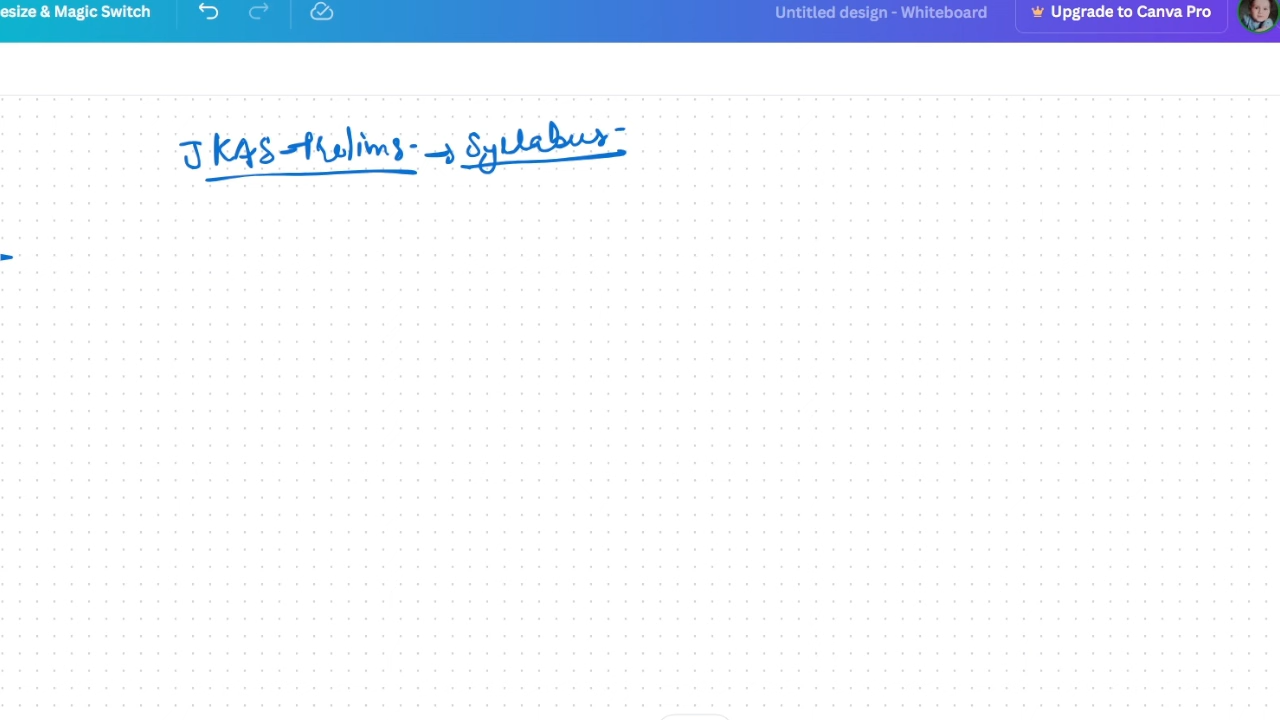 esize & Magic Switch
Untitled design - Whiteboard
Upgrade to Canva Pro
JKAS - Prelims → Syllabus -